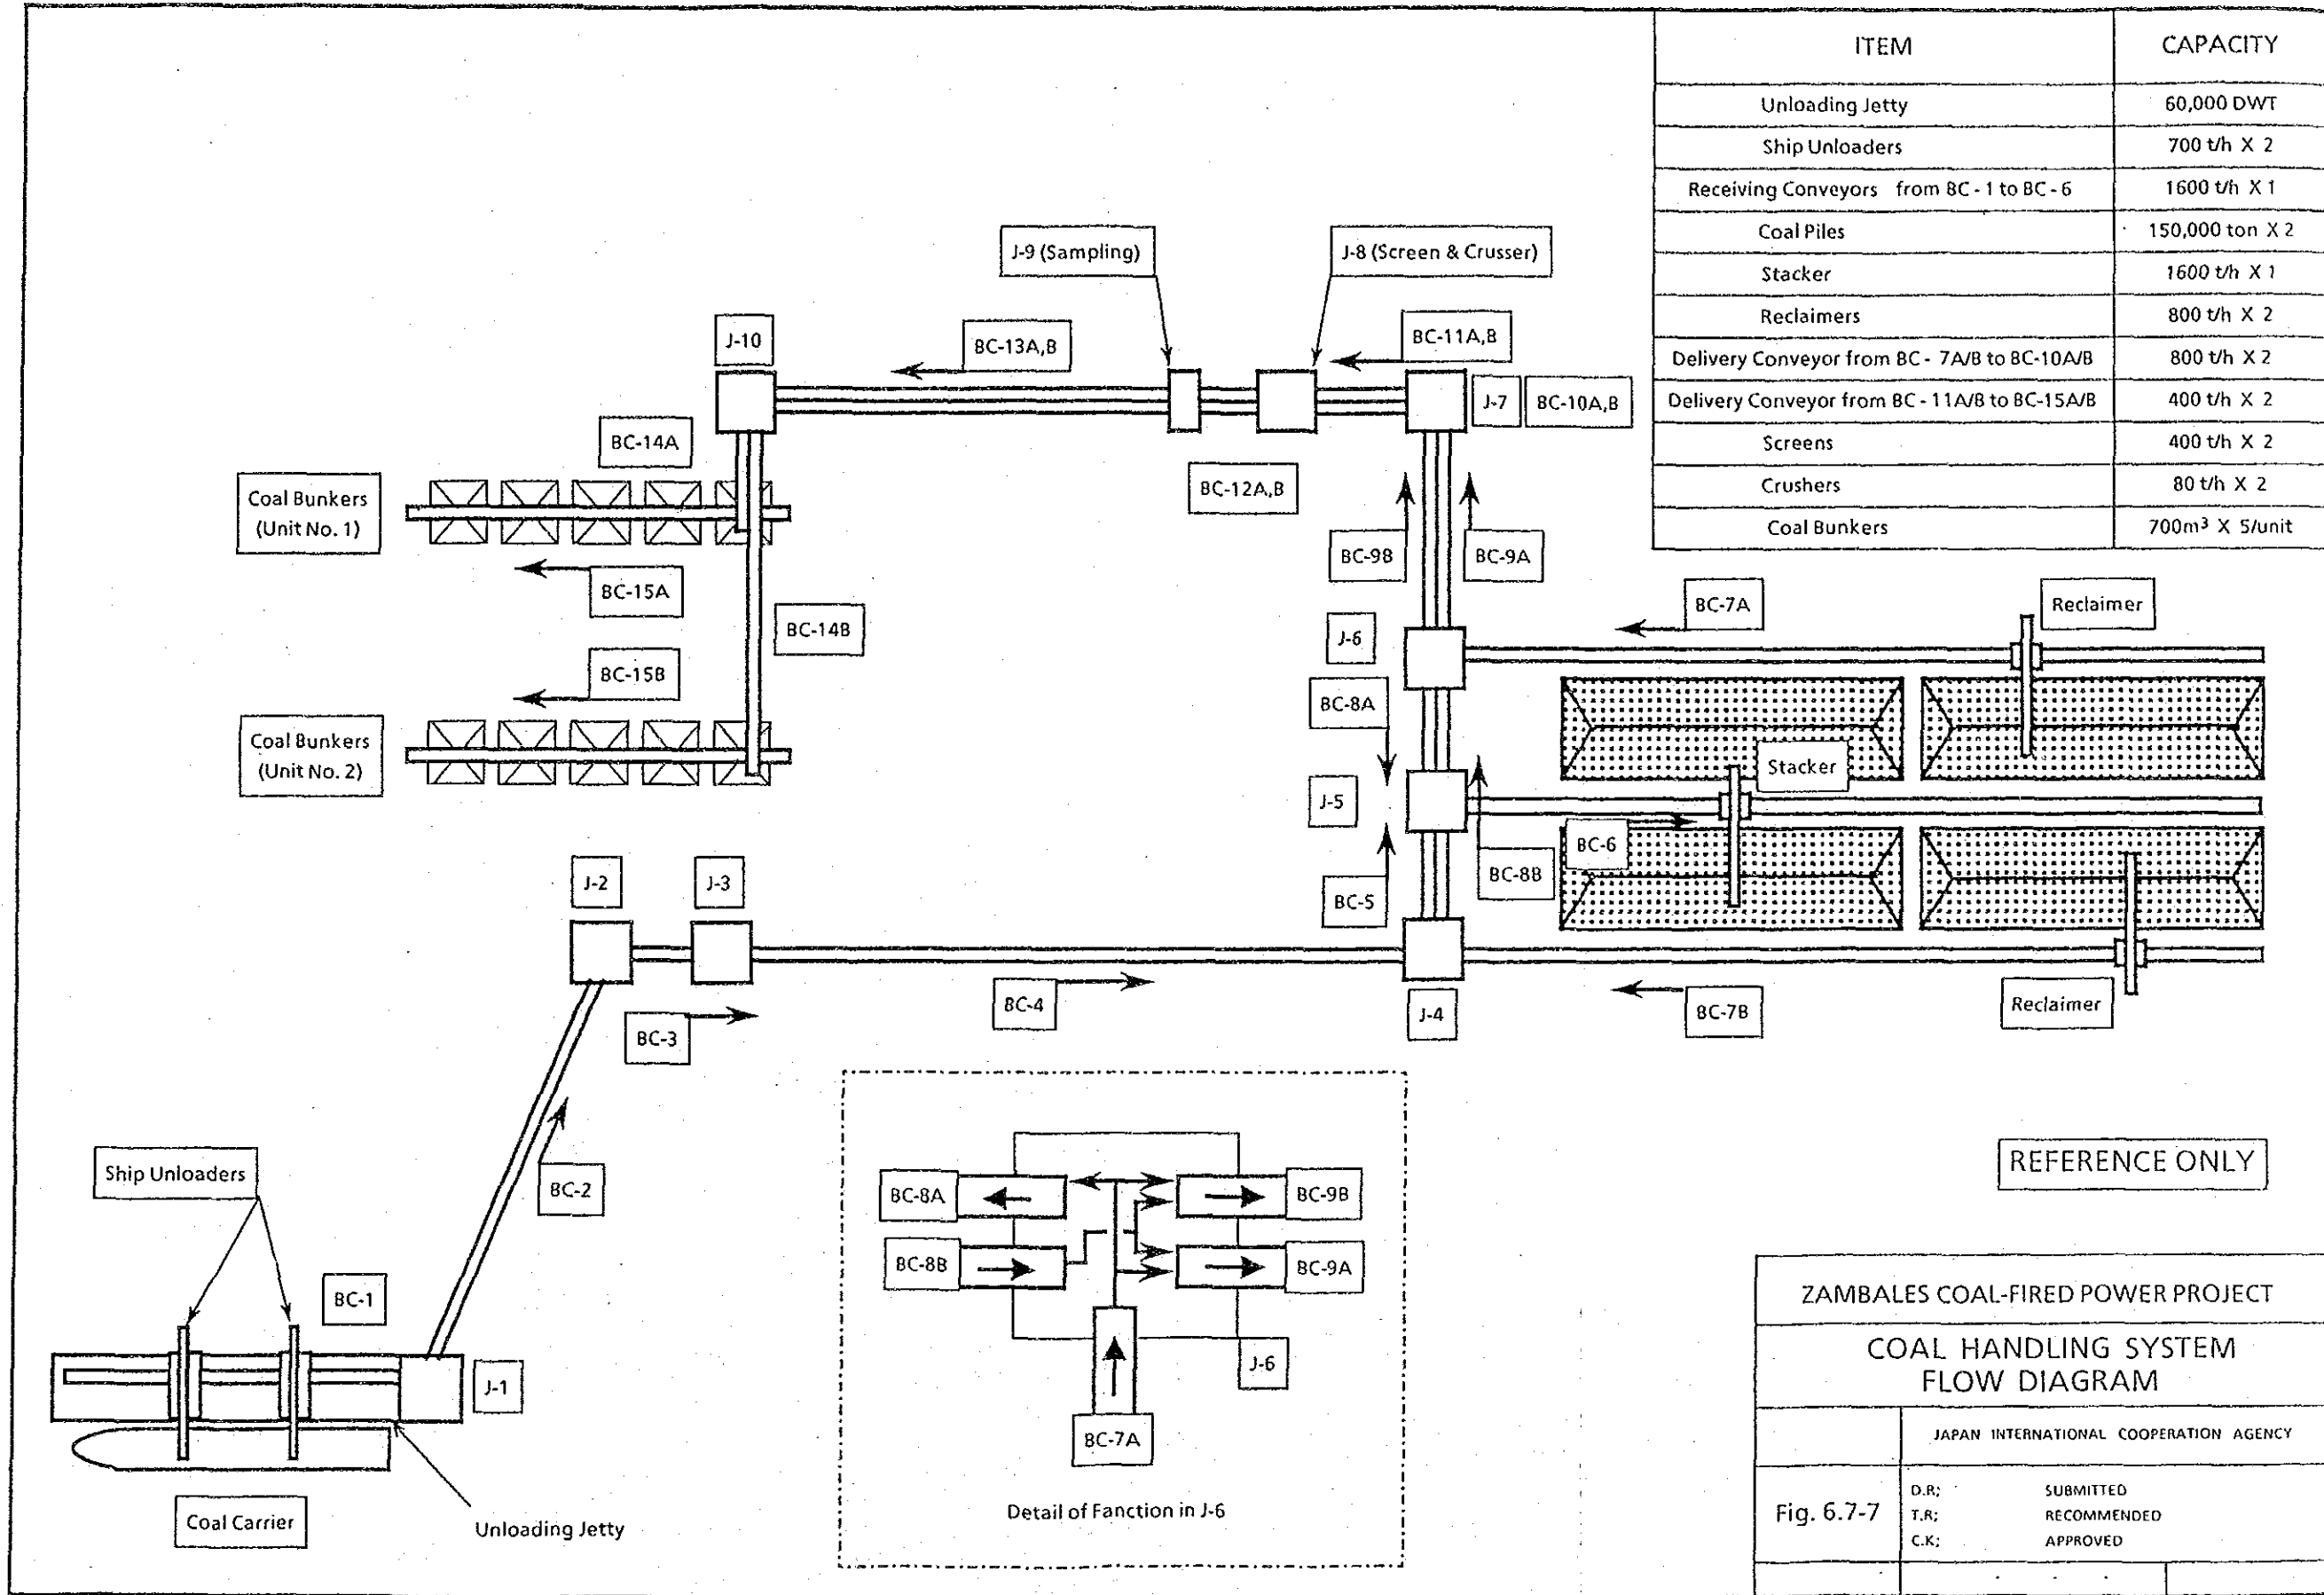 ITEM CAPACITY
Unloading Jetty 60,000 DWT
Ship Unloaders 700 t/h X 2
Receiving Conveyors from BC - 1 to BC - 6 1600 t/h X 1
Coal Piles 150,000 ton X 2
Stacker 1600 t/h X 1
Reclaimers 800 t/h X 2
Delivery Conveyor from BC - 7A/B to BC-10A/B 800 t/h X 2
Delivery Conveyor from BC - 11A/B to BC-15A/B 400 t/h X 2
Screens 400 t/h X 2
Crushers 80 t/h X 2
Coal Bunkers 700m³ X 5/unit
J-9 (Sampling)
J-8 (Screen & Crusser)
J-10
BC-13A,B
BC-11A,B
J-7
BC-10A,B
BC-14A
BC-12A,B
Coal Bunkers
(Unit No. 1)
BC-9B
BC-9A
BC-15A
BC-14B
BC-7A
Reclaimer
J-6
BC-15B
BC-8A
Coal Bunkers
(Unit No. 2)
Stacker
J-5
BC-6
BC-8B
J-2
J-3
BC-5
BC-3
BC-4
J-4
BC-7B
Reclaimer
Ship Unloaders
BC-2
BC-1
J-1
Coal Carrier
Unloading Jetty
BC-8A
BC-9B
BC-8B
BC-9A
J-6
BC-7A
Detail of Fanction in J-6
REFERENCE ONLY
ZAMBALES COAL-FIRED POWER PROJECT
COAL HANDLING SYSTEM
FLOW DIAGRAM
JAPAN INTERNATIONAL COOPERATION AGENCY
Fig. 6.7-7
D.R; SUBMITTED
T.R; RECOMMENDED
C.K; APPROVED